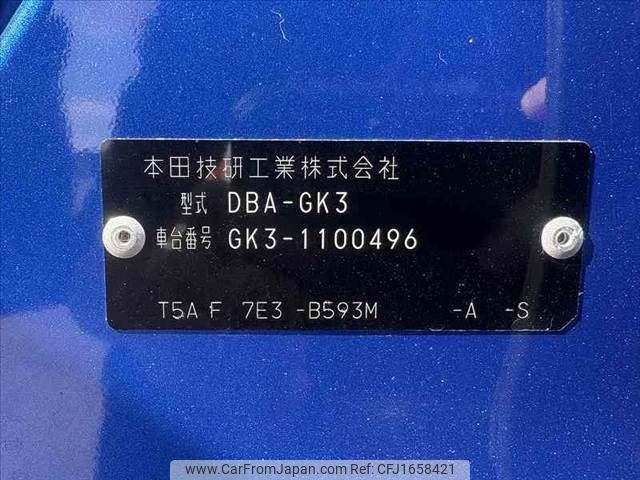 本田技研工業株式会社
型式 DBA-GK3
車台番号 GK3-1100496
T5A F 7E3 -B593M -A -S
www.CarFromJapan.com CFJ1658421